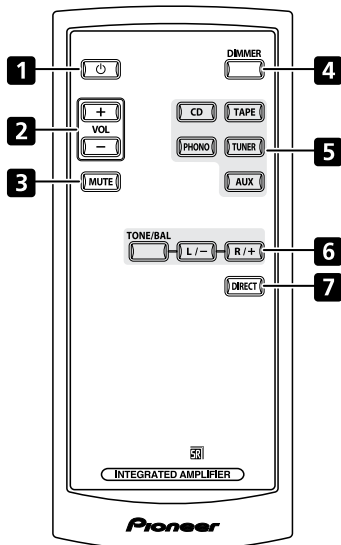 DIMMER
1
4
+
CD
TAPE
2
VOL
−
PHONO
TUNER
5
3
MUTE
AUX
TONE/BAL
L/−
R/+
6
DIRECT
7
SR
INTEGRATED AMPLIFIER
Pioneer